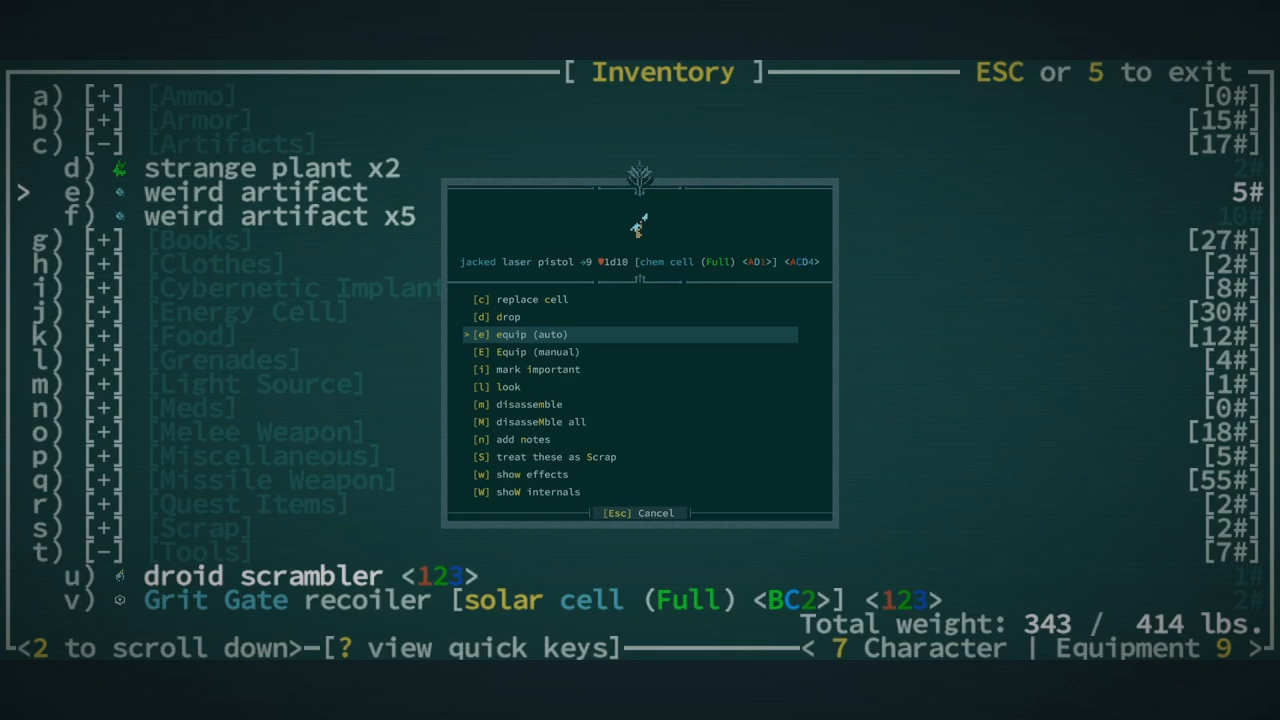 [ Inventory ] ESC or 5 to exit
a) [+] [Ammo] [0#]
b) [+] [Armor] [15#]
c) [-] [Artifacts] [17#]
d) strange plant x2 2#
> e) weird artifact 5#
f) weird artifact x5 10#
g) [+] [Books] [27#]
h) [+] [Clothes] [2#]
i) [+] [Cybernetic Implant [8#]
j) [+] [Energy Cell] [30#]
k) [+] [Food] [12#]
l) [+] [Grenades] [4#]
m) [+] [Light Source] [1#]
n) [+] [Meds] [0#]
o) [+] [Melee Weapon] [18#]
p) [+] [Miscellaneous] [5#]
q) [+] [Missile Weapon] [55#]
r) [+] [Quest Items] [2#]
s) [+] [Scrap] [2#]
t) [-] [Tools] [7#]
u) droid scrambler <123> 1#
v) Grit Gate recoiler [solar cell (Full) <BC2>] <123> 2#
Total weight: 343 / 414 lbs.
<2 to scroll down> [? view quick keys] < 7 Character | Equipment 9 >
jacked laser pistol →9 ♥1d10 [chem cell (Full) <AD1>] <ACD4>
[c] replace cell
[d] drop
> [e] equip (auto)
[E] Equip (manual)
[i] mark important
[l] look
[m] disassemble
[M] disasseMble all
[n] add notes
[S] treat these as Scrap
[w] show effects
[W] shoW internals
[Esc] Cancel